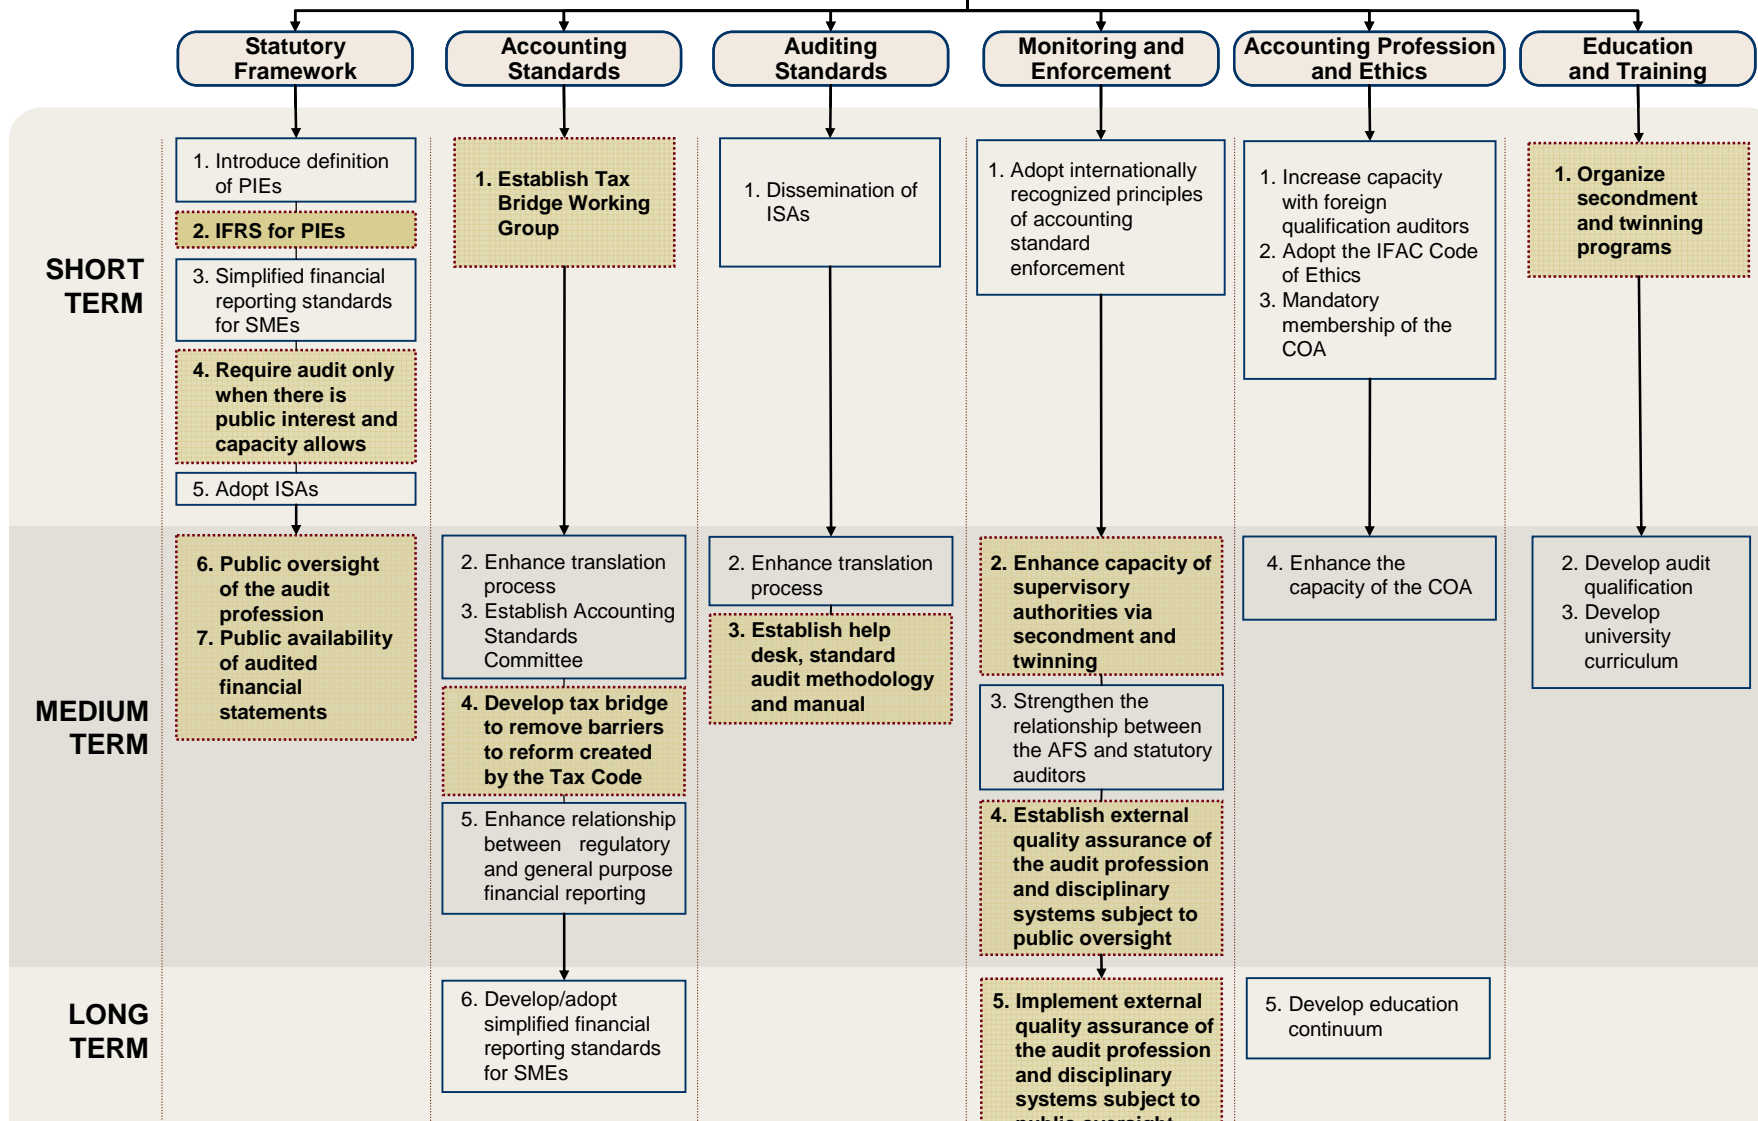 Statutory
Framework
Accounting
Standards
Auditing
Standards
Monitoring and
Enforcement
Accounting Profession
and Ethics
Education
and Training
SHORT
TERM
1. Introduce definition
of PIEs
2. IFRS for PIEs
3. Simplified financial
reporting standards
for SMEs
4. Require audit only
when there is
public interest and
capacity allows
5. Adopt ISAs
1. Establish Tax
Bridge Working
Group
1. Dissemination of
ISAs
1. Adopt internationally
recognized principles
of accounting
standard
enforcement
1. Increase capacity
with foreign
qualification auditors
2. Adopt the IFAC Code
of Ethics
3. Mandatory
membership of the
COA
1. Organize
secondment
and twinning
programs
MEDIUM
TERM
6. Public oversight
of the audit
profession
7. Public availability
of audited
financial
statements
2. Enhance translation
process
3. Establish Accounting
Standards
Committee
4. Develop tax bridge
to remove barriers
to reform created
by the Tax Code
5. Enhance relationship
between regulatory
and general purpose
financial reporting
2. Enhance translation
process
3. Establish help
desk, standard
audit methodology
and manual
2. Enhance capacity of
supervisory
authorities via
secondment and
twinning
3. Strengthen the
relationship between
the AFS and statutory
auditors
4. Establish external
quality assurance of
the audit profession
and disciplinary
systems subject to
public oversight
4. Enhance the
capacity of the COA
2. Develop audit
qualification
3. Develop
university
curriculum
LONG
TERM
6. Develop/adopt
simplified financial
reporting standards
for SMEs
5. Implement external
quality assurance of
the audit profession
and disciplinary
systems subject to
public oversight
5. Develop education
continuum